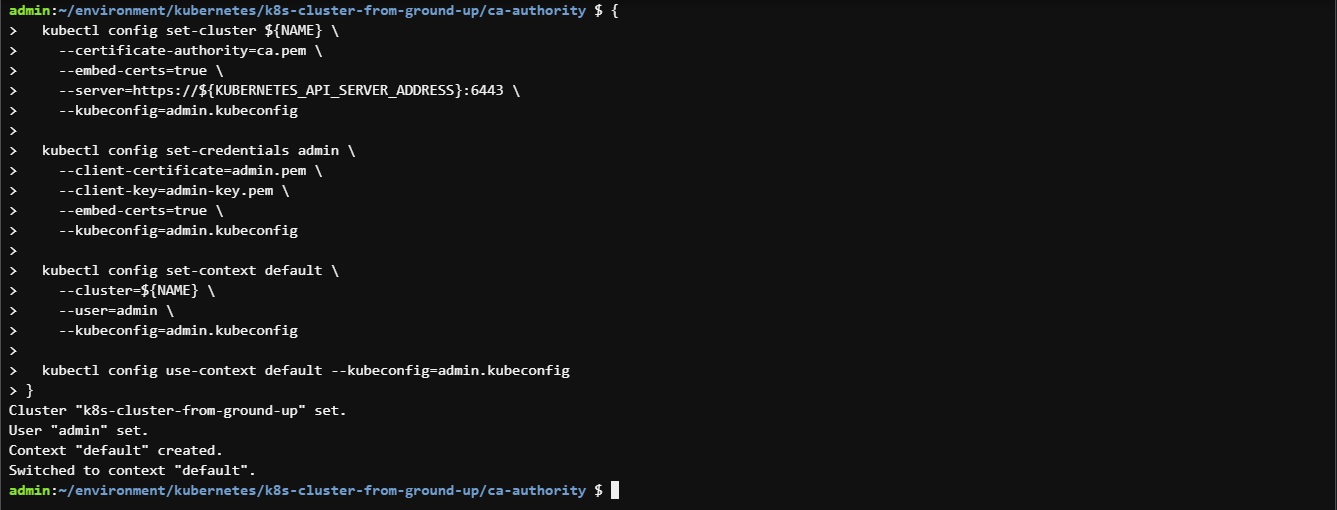 admin:~/environment/kubernetes/k8s-cluster-from-ground-up/ca-authority $ {
>   kubectl config set-cluster ${NAME} \
>     --certificate-authority=ca.pem \
>     --embed-certs=true \
>     --server=https://${KUBERNETES_API_SERVER_ADDRESS}:6443 \
>     --kubeconfig=admin.kubeconfig
>
>   kubectl config set-credentials admin \
>     --client-certificate=admin.pem \
>     --client-key=admin-key.pem \
>     --embed-certs=true \
>     --kubeconfig=admin.kubeconfig
>
>   kubectl config set-context default \
>     --cluster=${NAME} \
>     --user=admin \
>     --kubeconfig=admin.kubeconfig
>
>   kubectl config use-context default --kubeconfig=admin.kubeconfig
> }
Cluster "k8s-cluster-from-ground-up" set.
User "admin" set.
Context "default" created.
Switched to context "default".
admin:~/environment/kubernetes/k8s-cluster-from-ground-up/ca-authority $